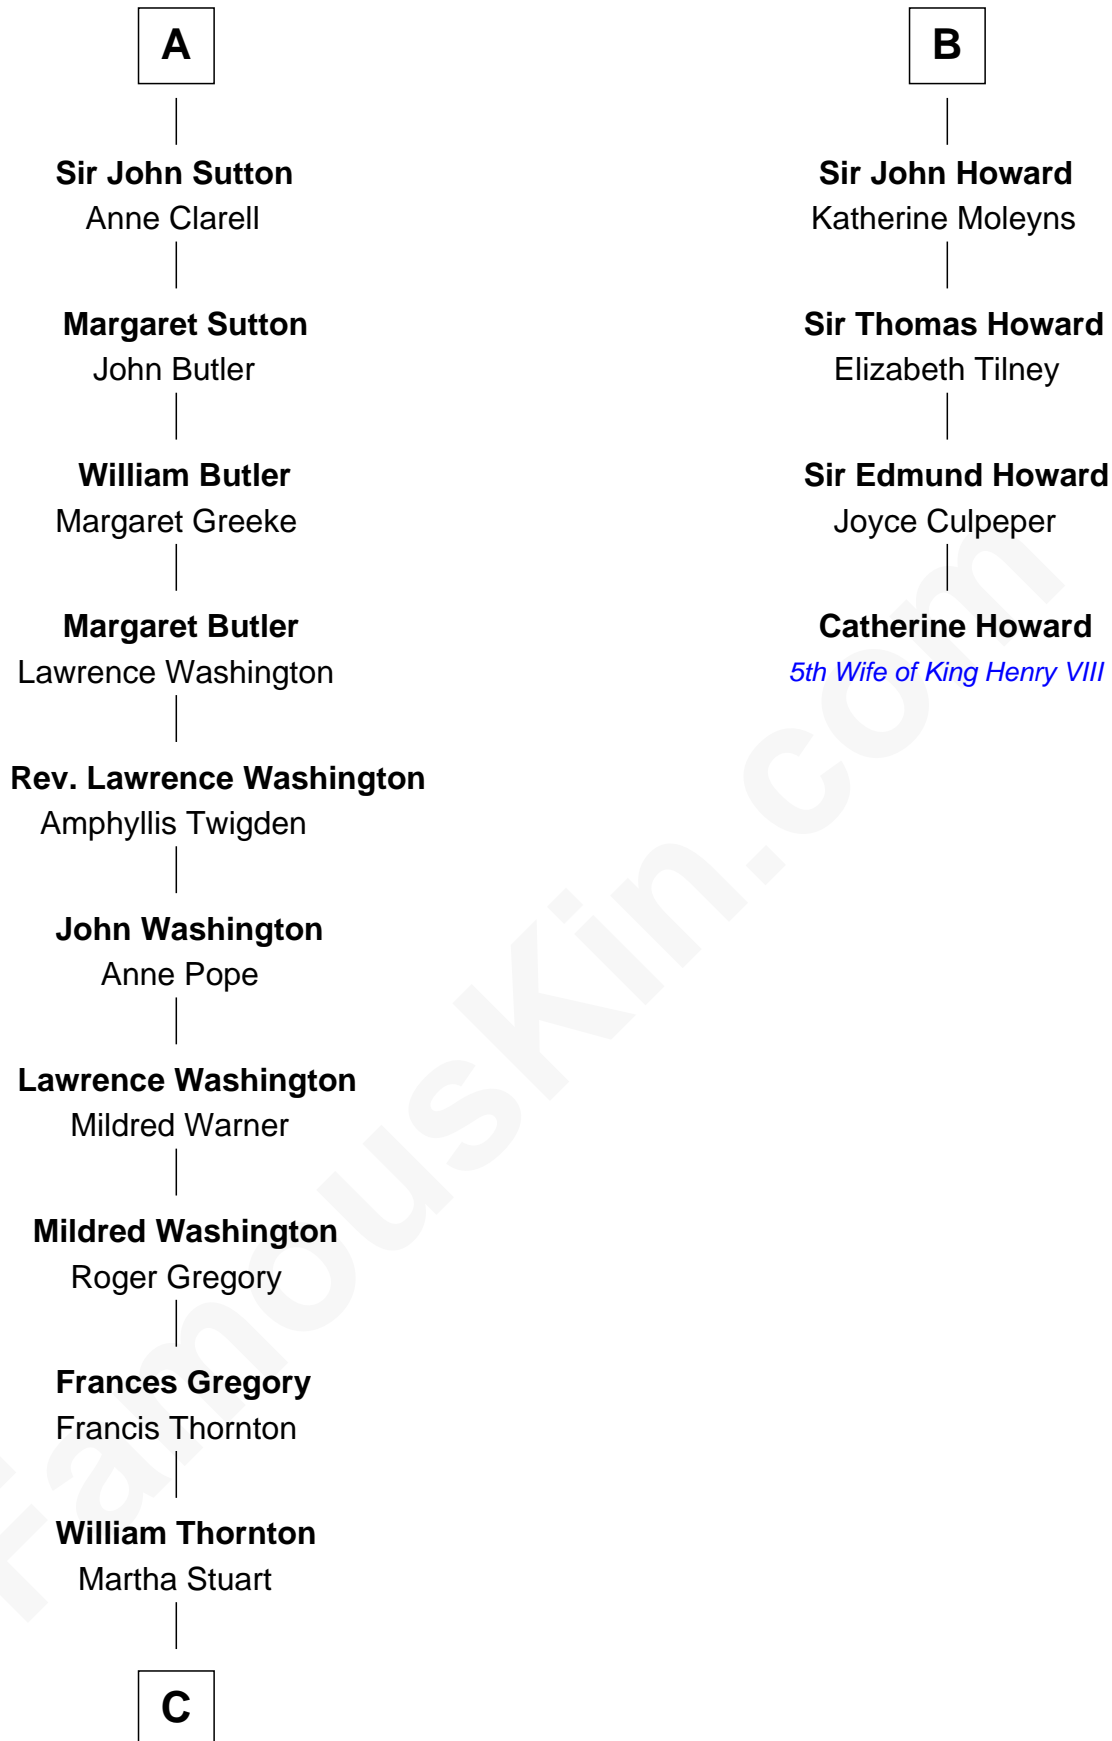 A
Sir John Sutton
Anne Clarell
Margaret Sutton
John Butler
William Butler
Margaret Greeke
Margaret Butler
Lawrence Washington
Rev. Lawrence Washington
Amphyllis Twigden
John Washington
Anne Pope
Lawrence Washington
Mildred Warner
Mildred Washington
Roger Gregory
Frances Gregory
Francis Thornton
William Thornton
Martha Stuart
C
B
Sir John Howard
Katherine Moleyns
Sir Thomas Howard
Elizabeth Tilney
Sir Edmund Howard
Joyce Culpeper
Catherine Howard
5th Wife of King Henry VIII
FamousKin.com